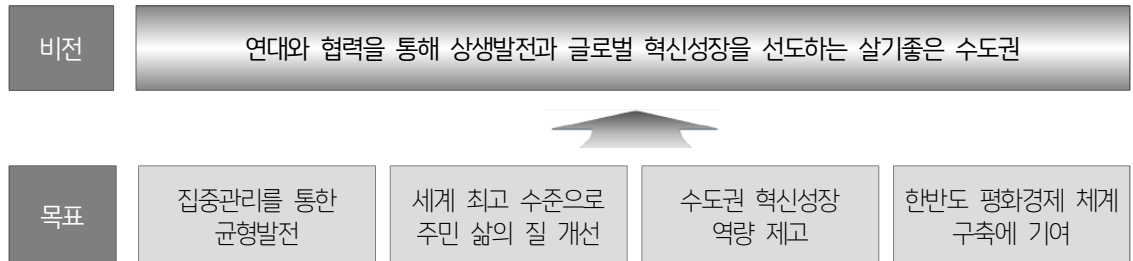 비전
연대와 협력을 통해 상생발전과 글로벌 혁신성장을 선도하는 살기좋은 수도권
목표
집중관리를 통한
균형발전
세계 최고 수준으로
주민 삶의 질 개선
수도권 혁신성장
역량 제고
한반도 평화경제 체계
구축에 기여